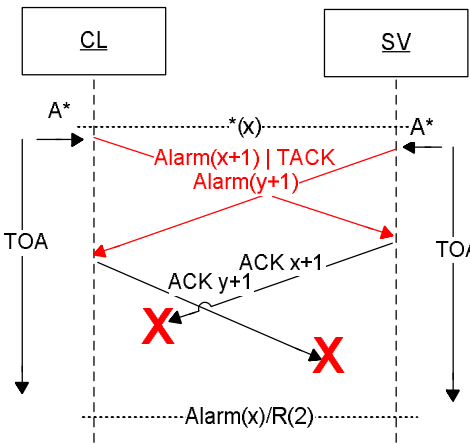 CL
SV
A*
*(x)
A*
Alarm(x+1) | TACK
Alarm(y+1)
TOA
TOA
ACK x+1
ACK y+1
X
X
Alarm(x)/R(2)